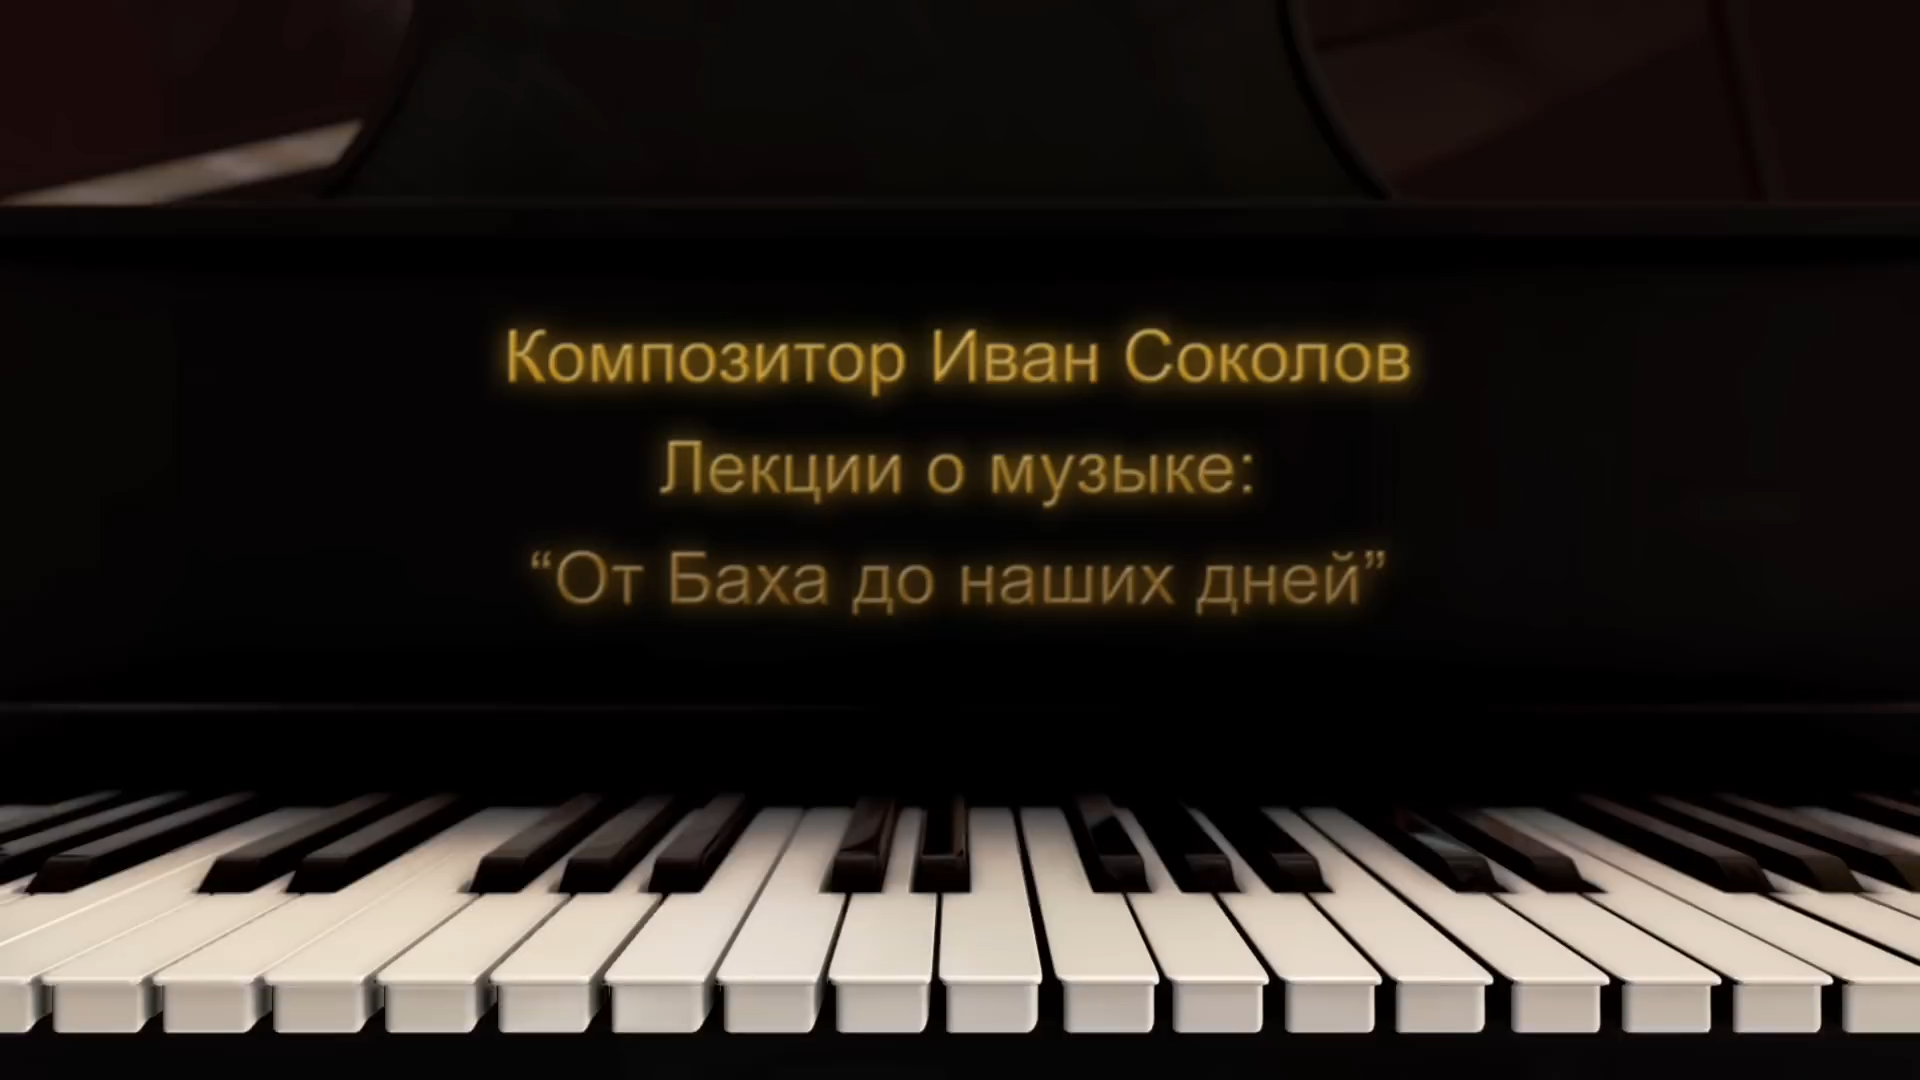 Композитор Иван Соколов
Лекции о музыке:
“От Баха до наших дней”